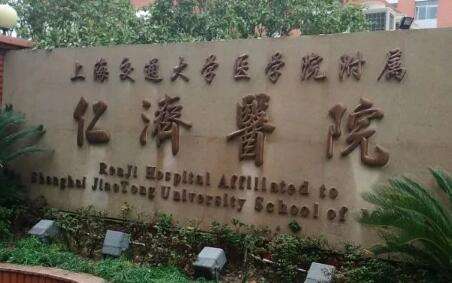 上海交通大学医学院附属
仁濟醫院
RenJi Hospital Affiliated to
Shanghai JiaoTong University School of